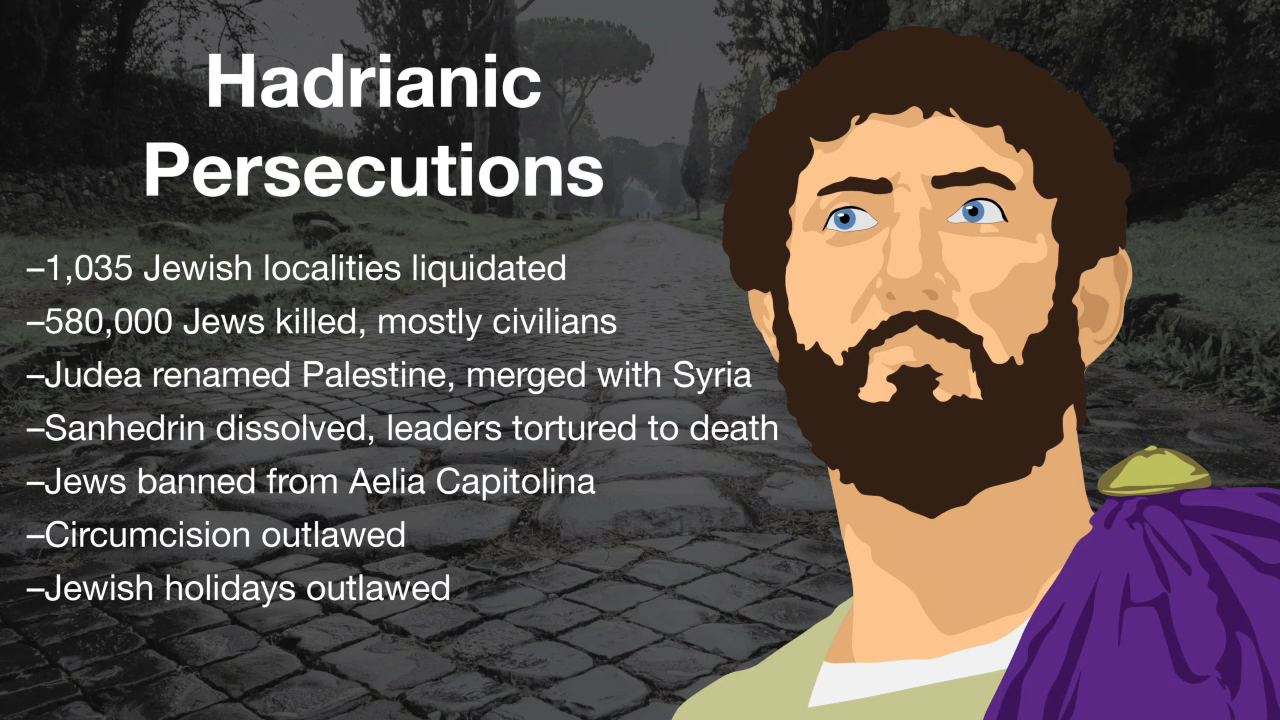 Hadrianic
Persecutions
–1,035 Jewish localities liquidated
–580,000 Jews killed, mostly civilians
–Judea renamed Palestine, merged with Syria
–Sanhedrin dissolved, leaders tortured to death
–Jews banned from Aelia Capitolina
–Circumcision outlawed
–Jewish holidays outlawed